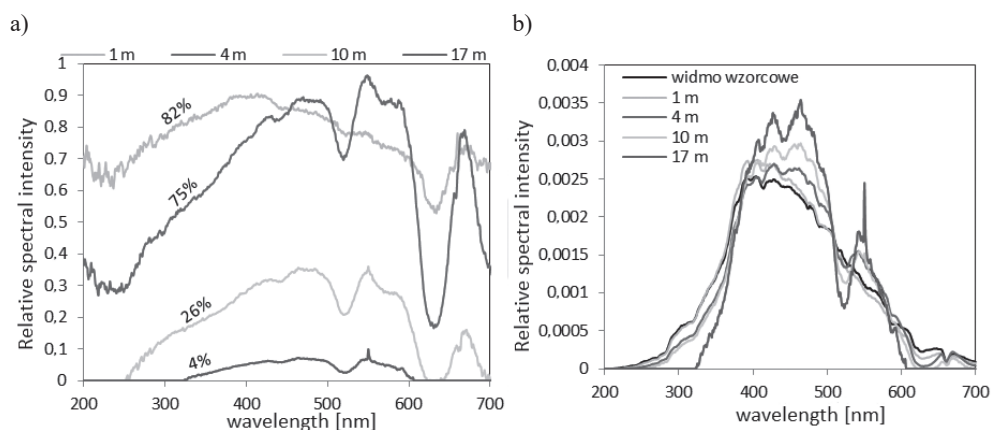 a)
1 m 4 m 10 m 17 m
1
0,9
0,8
0,7
0,6
0,5
0,4
0,3
0,2
0,1
0
Relative spectral intensity
82%
75%
26%
4%
200 300 400 500 600 700
wavelength [nm]
b)
0,004
0,0035
0,003
0,0025
0,002
0,0015
0,001
0,0005
0
Relative spectral intensity
widmo wzorcowe
1 m
4 m
10 m
17 m
200 300 400 500 600 700
wavelength [nm]